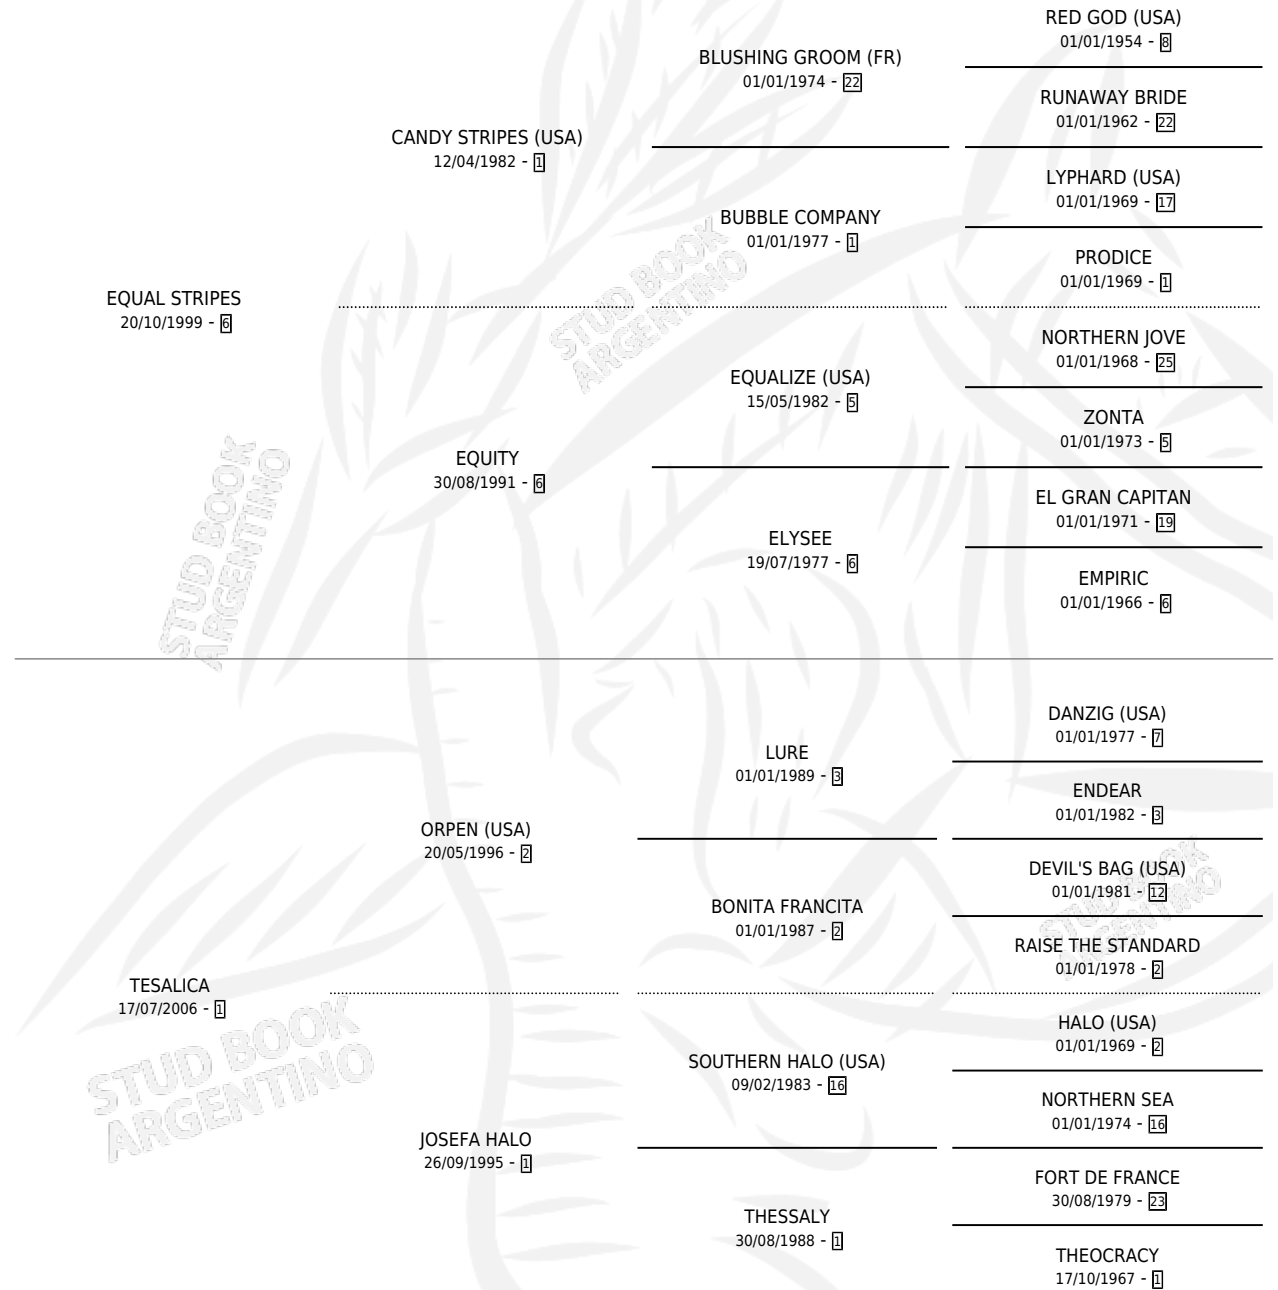 RED GOD (USA)
01/01/1954 - 8
BLUSHING GROOM (FR)
01/01/1974 - 22
RUNAWAY BRIDE
01/01/1962 - 22
CANDY STRIPES (USA)
12/04/1982 - 1
LYPHARD (USA)
01/01/1969 - 17
BUBBLE COMPANY
01/01/1977 - 1
PRODICE
01/01/1969 - 1
EQUAL STRIPES
20/10/1999 - 6
NORTHERN JOVE
01/01/1968 - 25
EQUALIZE (USA)
15/05/1982 - 5
ZONTA
01/01/1973 - 5
EQUITY
30/08/1991 - 6
EL GRAN CAPITAN
01/01/1971 - 19
ELYSEE
19/07/1977 - 6
EMPIRIC
01/01/1966 - 6
STUD BOOK
ARGENTINO
STUD BOOK
ARGENTINO
DANZIG (USA)
01/01/1977 - 7
LURE
01/01/1989 - 3
ENDEAR
01/01/1982 - 3
ORPEN (USA)
20/05/1996 - 2
DEVIL'S BAG (USA)
01/01/1981 - 12
BONITA FRANCITA
01/01/1987 - 2
RAISE THE STANDARD
01/01/1978 - 2
STUD BOOK
ARGENTINO
TESALICA
17/07/2006 - 1
HALO (USA)
01/01/1969 - 2
SOUTHERN HALO (USA)
09/02/1983 - 16
NORTHERN SEA
01/01/1974 - 16
JOSEFA HALO
26/09/1995 - 1
FORT DE FRANCE
30/08/1979 - 23
THESSALY
30/08/1988 - 1
THEOCRACY
17/10/1967 - 1
STUD BOOK
ARGENTINO